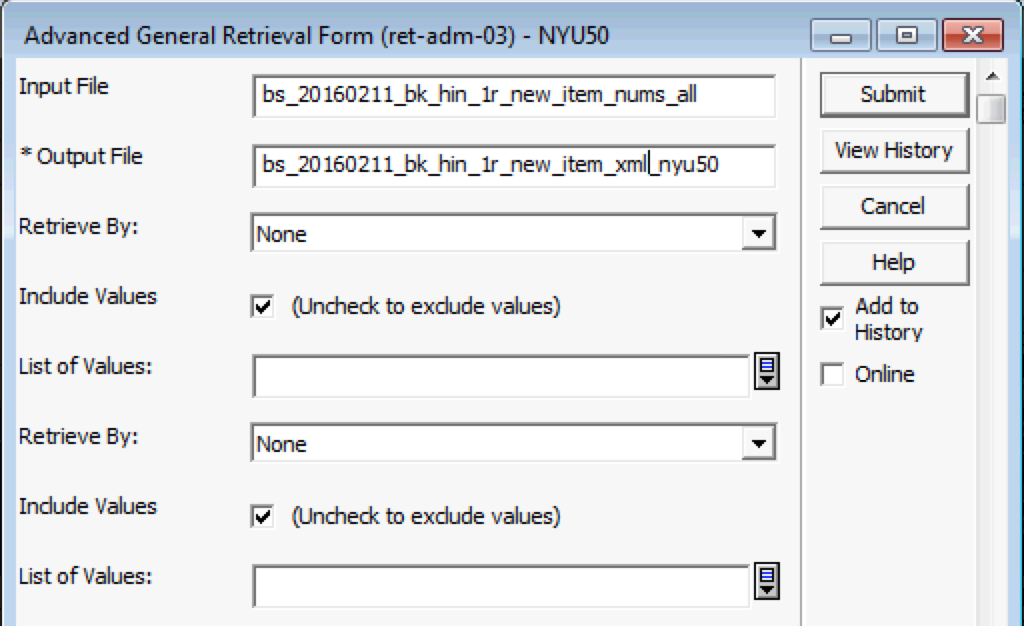 Advanced General Retrieval Form (ret-adm-03) - NYU50
Input File
bs_20160211_bk_hin_1r_new_item_nums_all
* Output File
bs_20160211_bk_hin_1r_new_item_xml_nyu50
Retrieve By:
None
Include Values
(Uncheck to exclude values)
List of Values:
Retrieve By:
None
Include Values
(Uncheck to exclude values)
List of Values:
Submit
View History
Cancel
Help
Add to
History
Online